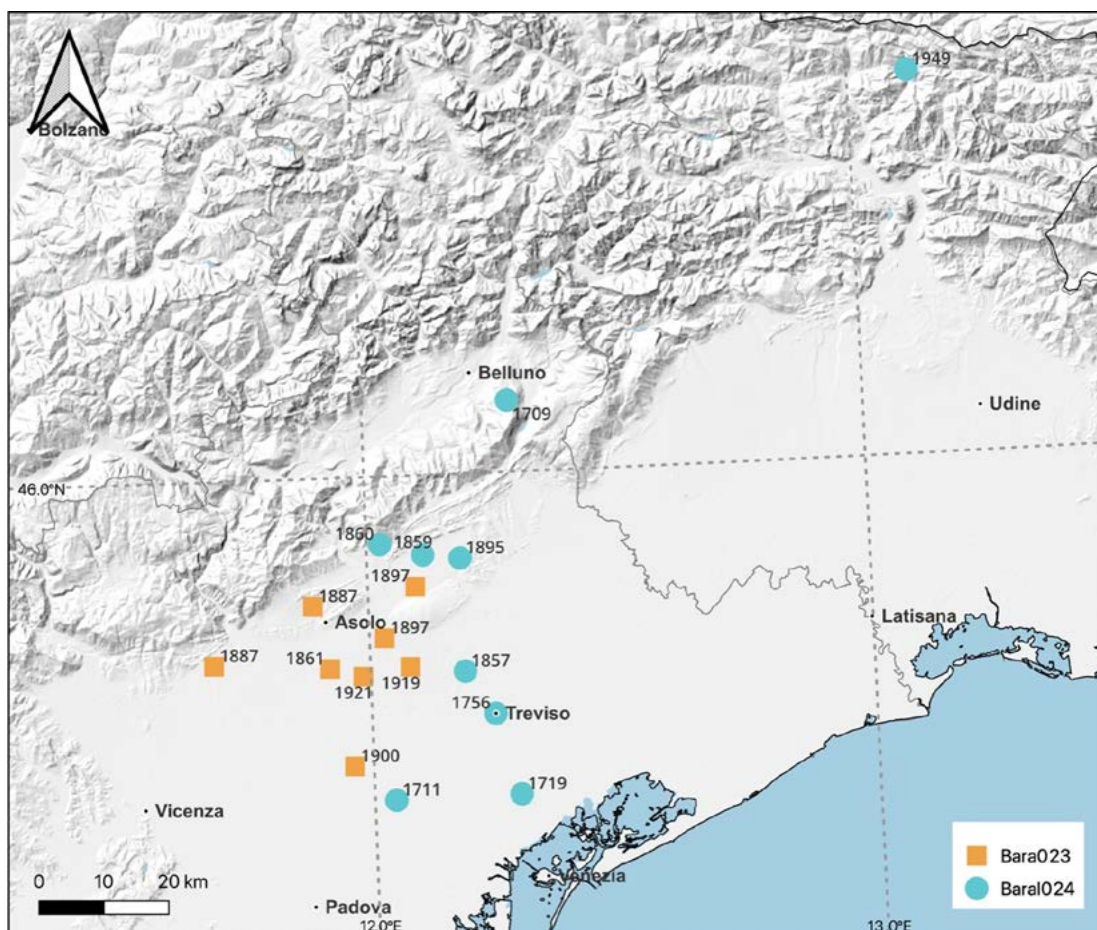 1949
Bolzano
Belluno
1709
Udine
46.0°N
1860
1859
1895
1897
1887
Asolo
1897
Latisana
1887
1861
1921
1919
1857
1756
Treviso
1900
1711
1719
Vicenza
Venezia
Padova
0 10 20 km
12.0°E
13.0°E
Bara023
Baral024